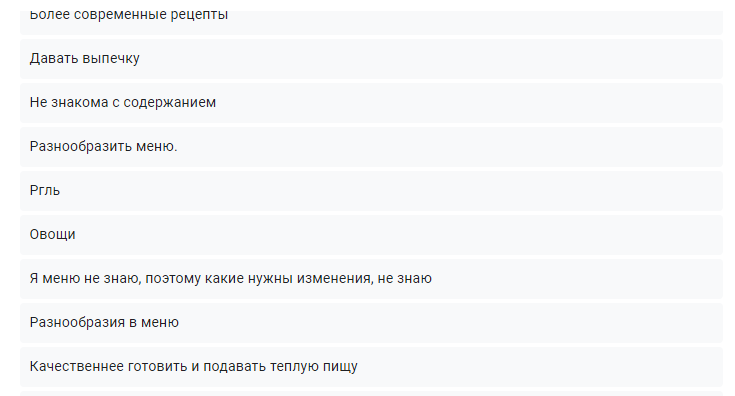 Более современные рецепты
Давать выпечку
Не знакома с содержанием
Разнообразить меню.
Ргль
Овощи
Я меню не знаю, поэтому какие нужны изменения, не знаю
Разнообразия в меню
Качественнее готовить и подавать теплую пищу